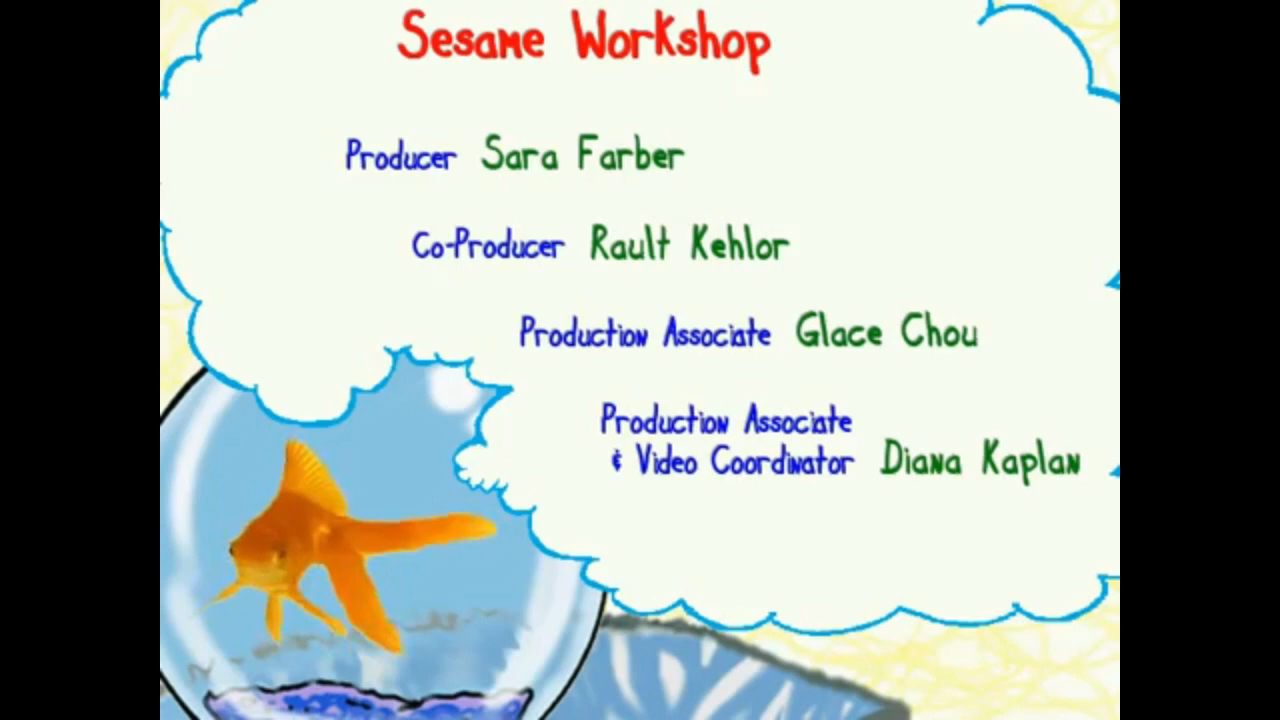 Sesame Workshop
Producer Sara Farber
Co-Producer Rault Kehlor
Production Associate Glace Chou
Production Associate
& Video Coordinator Diana Kaplan